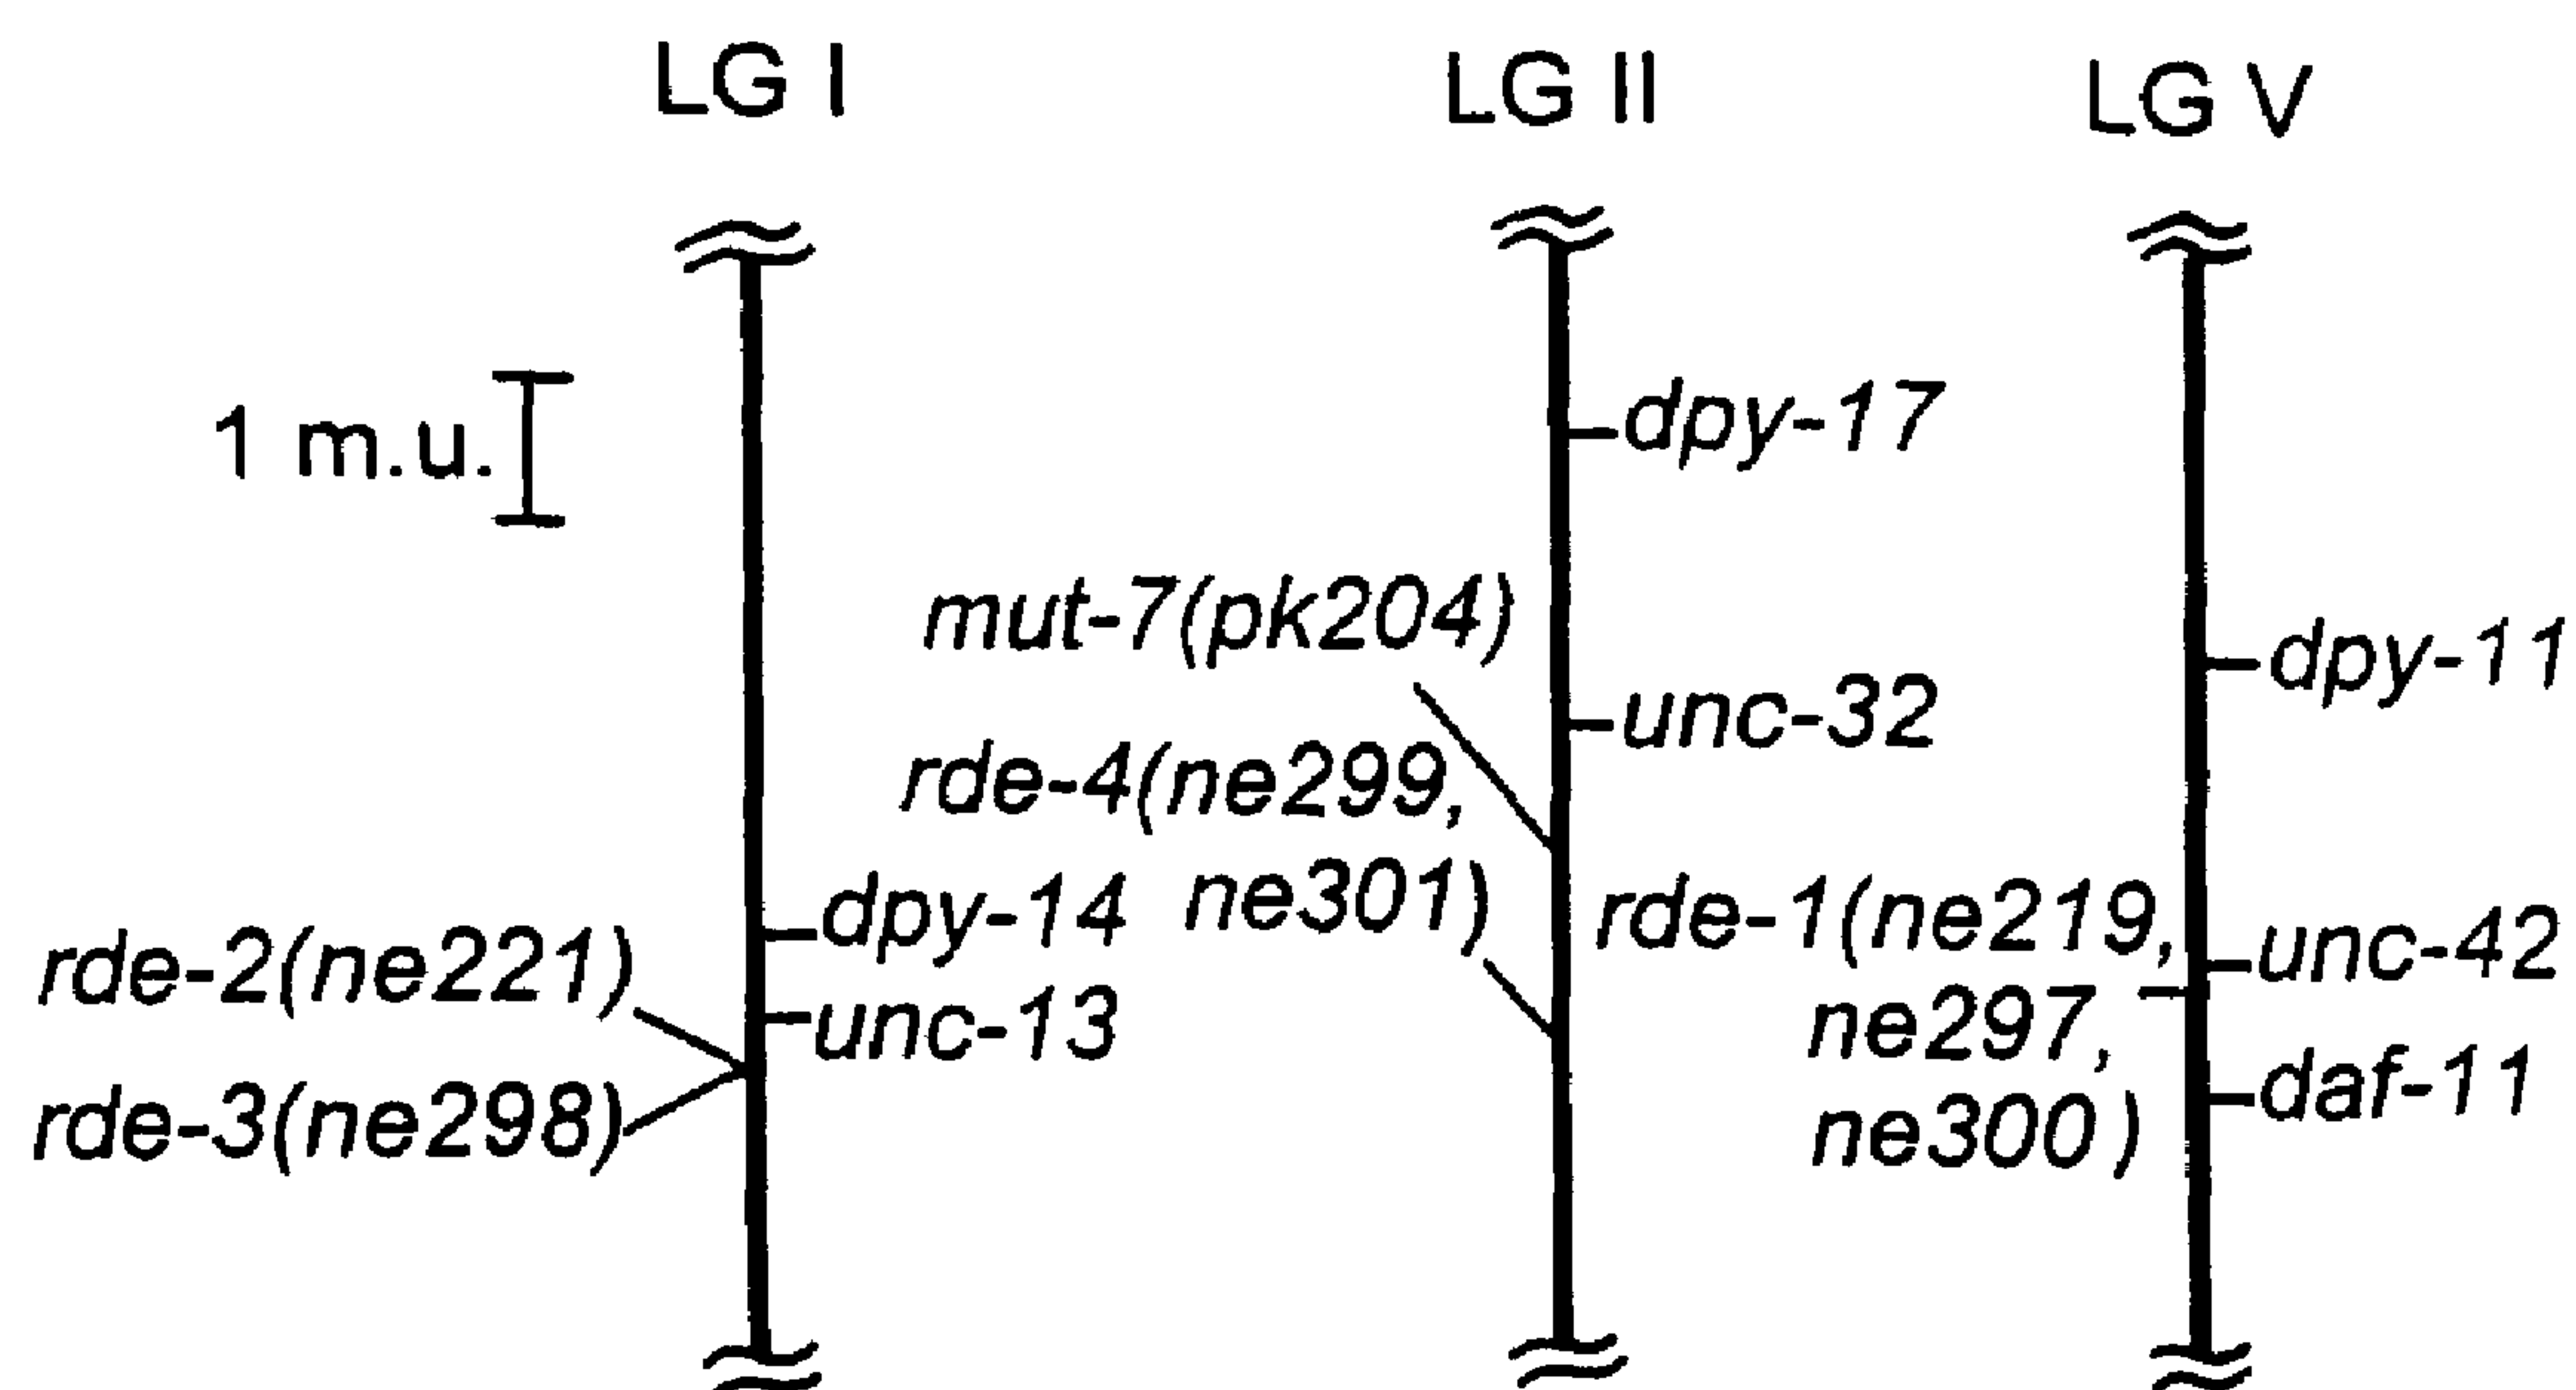 LG I
LG II
LG V
1 m.u.
dpy-17
mut-7(pk204)
dpy-11
unc-32
rde-4(ne299,
ne301)
dpy-14
rde-1(ne219,
ne297,
ne300)
unc-42
rde-2(ne221)
unc-13
daf-11
rde-3(ne298)